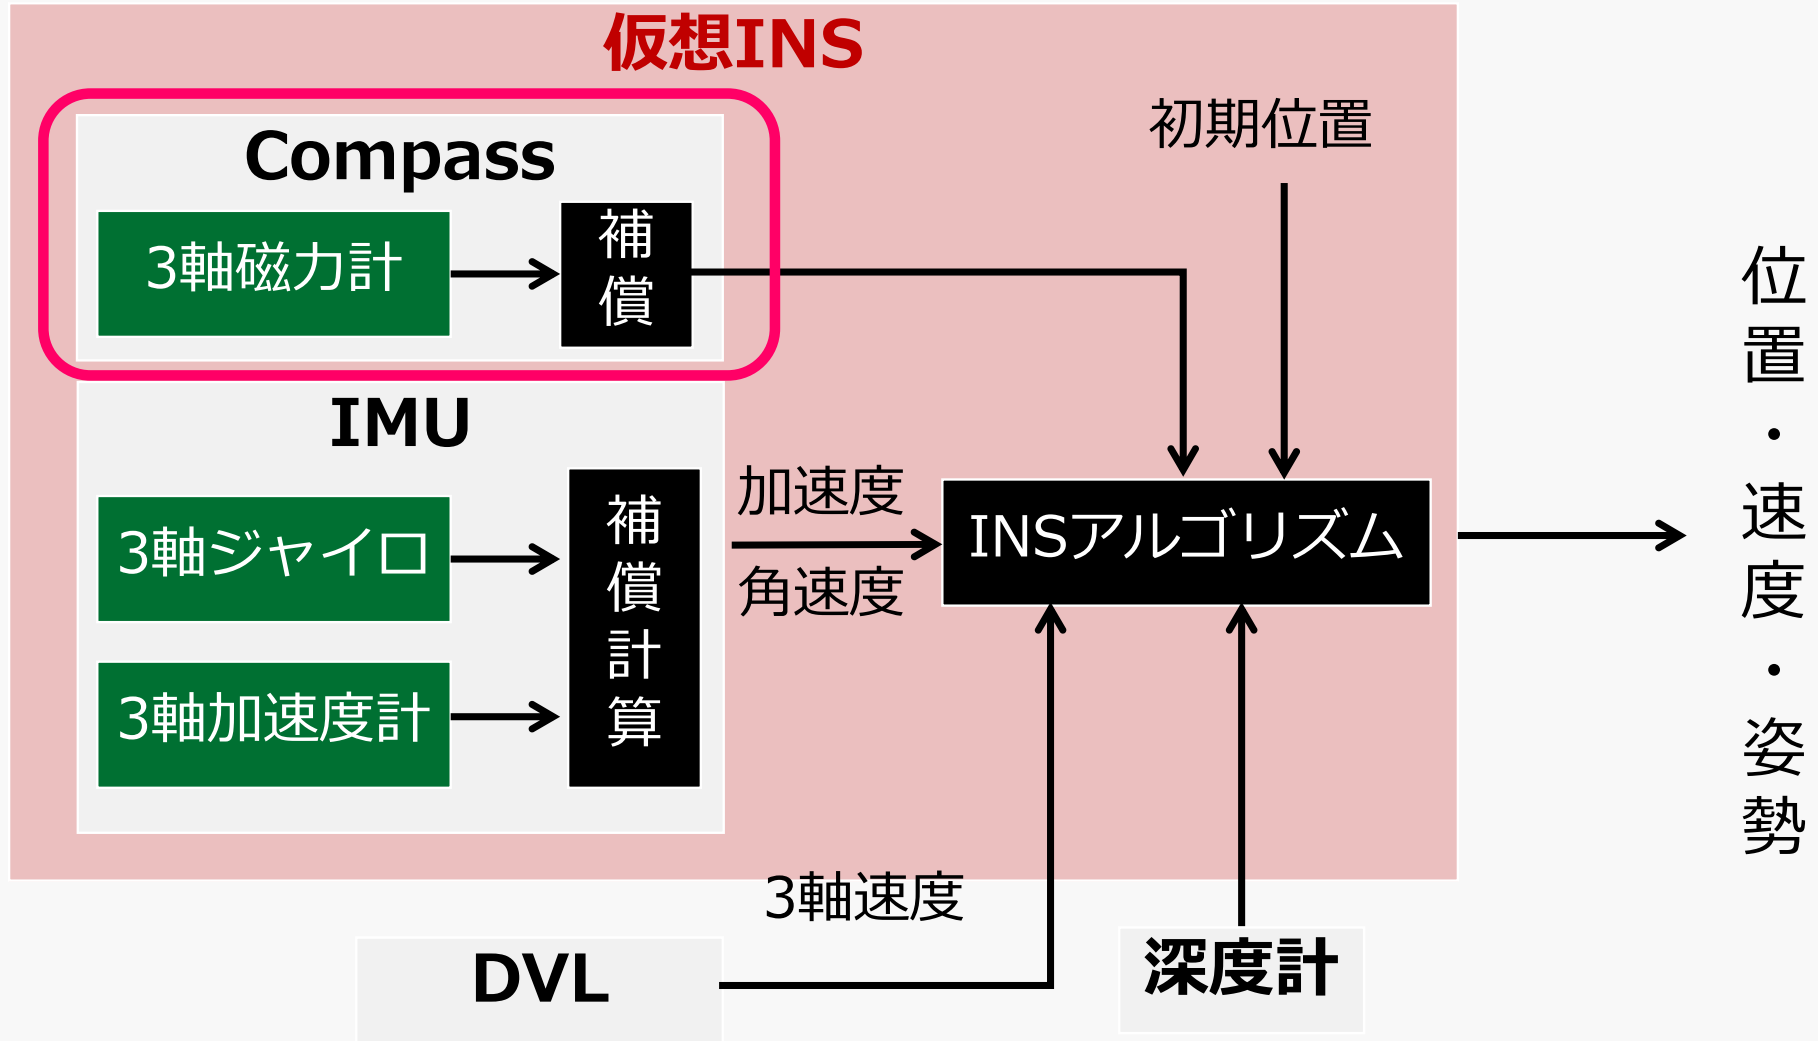 仮想INS
Compass
3軸磁力計
補償
初期位置
IMU
3軸ジャイロ
3軸加速度計
補償計算
加速度
角速度
INSアルゴリズム
位置・速度・姿勢
3軸速度
DVL
深度計